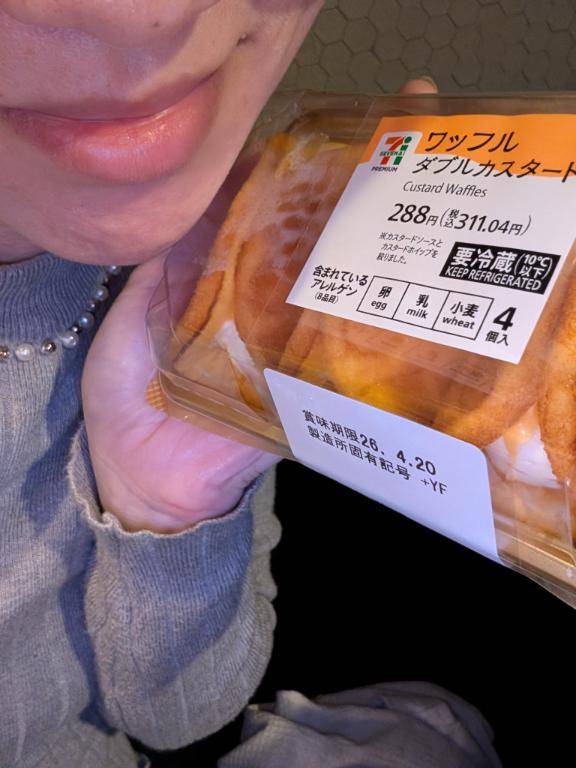 7
SEVEN & i
PREMIUM
ワッフル
ダブルカスタード
Custard Waffles
288円(税込311.04円)
※カスタードソースと
カスタードホイップを
絞りました。
要冷蔵(10℃以下)
KEEP REFRIGERATED
含まれている
アレルゲン
(8品目)
卵 乳 小麦
egg milk wheat
4個入
賞味期限26. 4.20
製造所固有記号 +YF